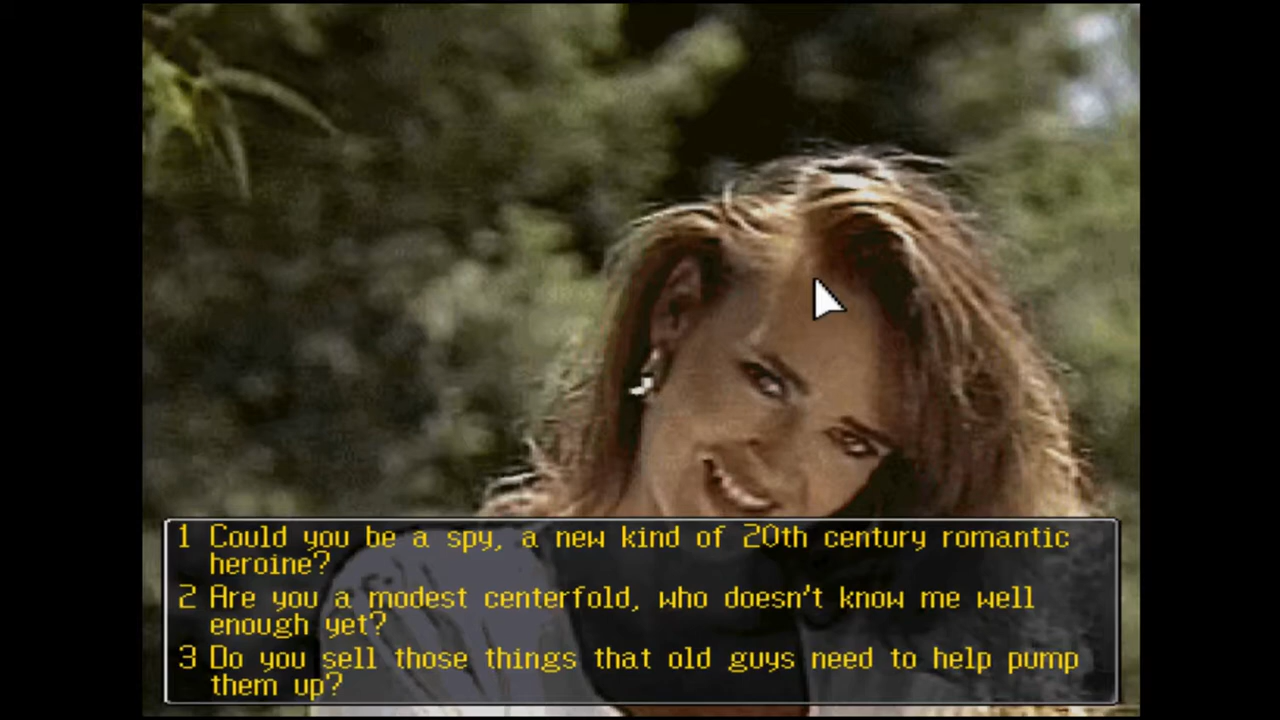 1 Could you be a spy, a new kind of 20th century romantic
heroine?
2 Are you a modest centerfold, who doesn't know me well
enough yet?
3 Do you sell those things that old guys need to help pump
them up?